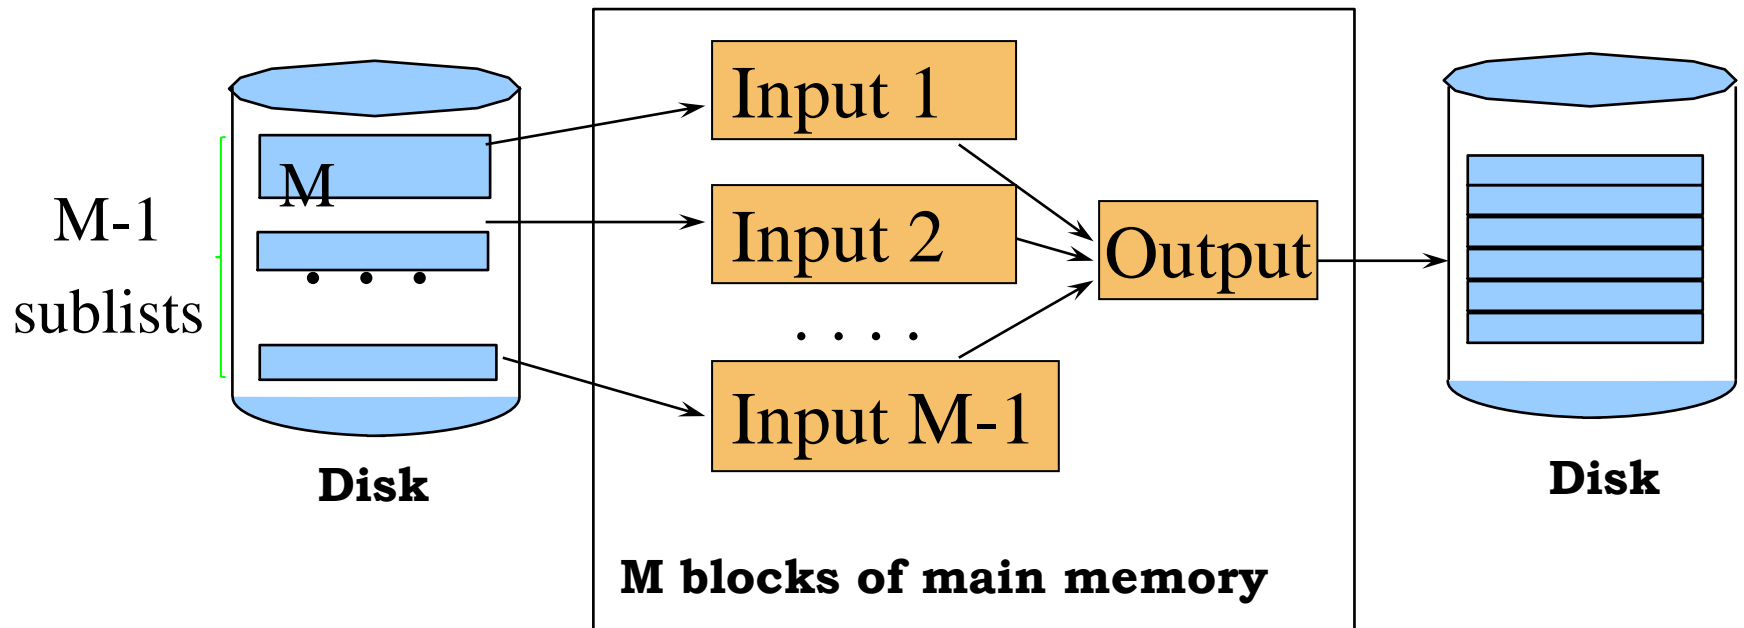 M-1
sublists
M
• • •
Disk
Input 1
Input 2
. . . .
Input M-1
Output
M blocks of main memory
Disk